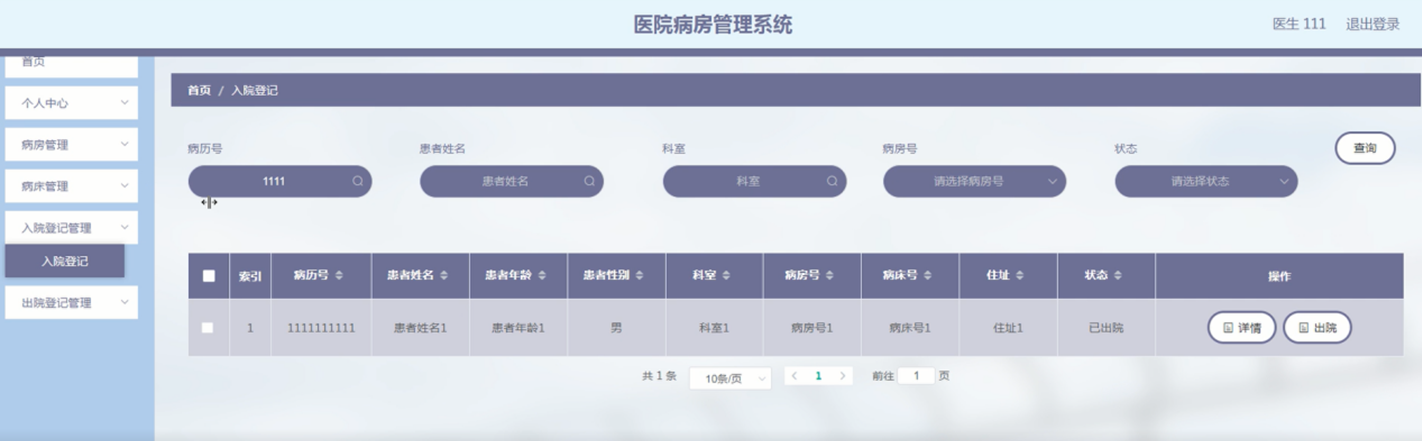 医院病房管理系统
医生 111 退出登录
首页
个人中心
病房管理
病床管理
入院登记管理
入院登记
出院登记管理
首页 / 入院登记
病历号 患者姓名 科室 病房号 状态 查询
1111 患者姓名 科室 请选择病房号 请选择状态
索引 病历号 患者姓名 患者年龄 患者性别 科室 病房号 病床号 住址 状态 操作
1 1111111111 患者姓名1 患者年龄1 男 科室1 病房号1 病床号1 住址1 已出院 详情 出院
共 1 条 10条/页 1 前往 1 页